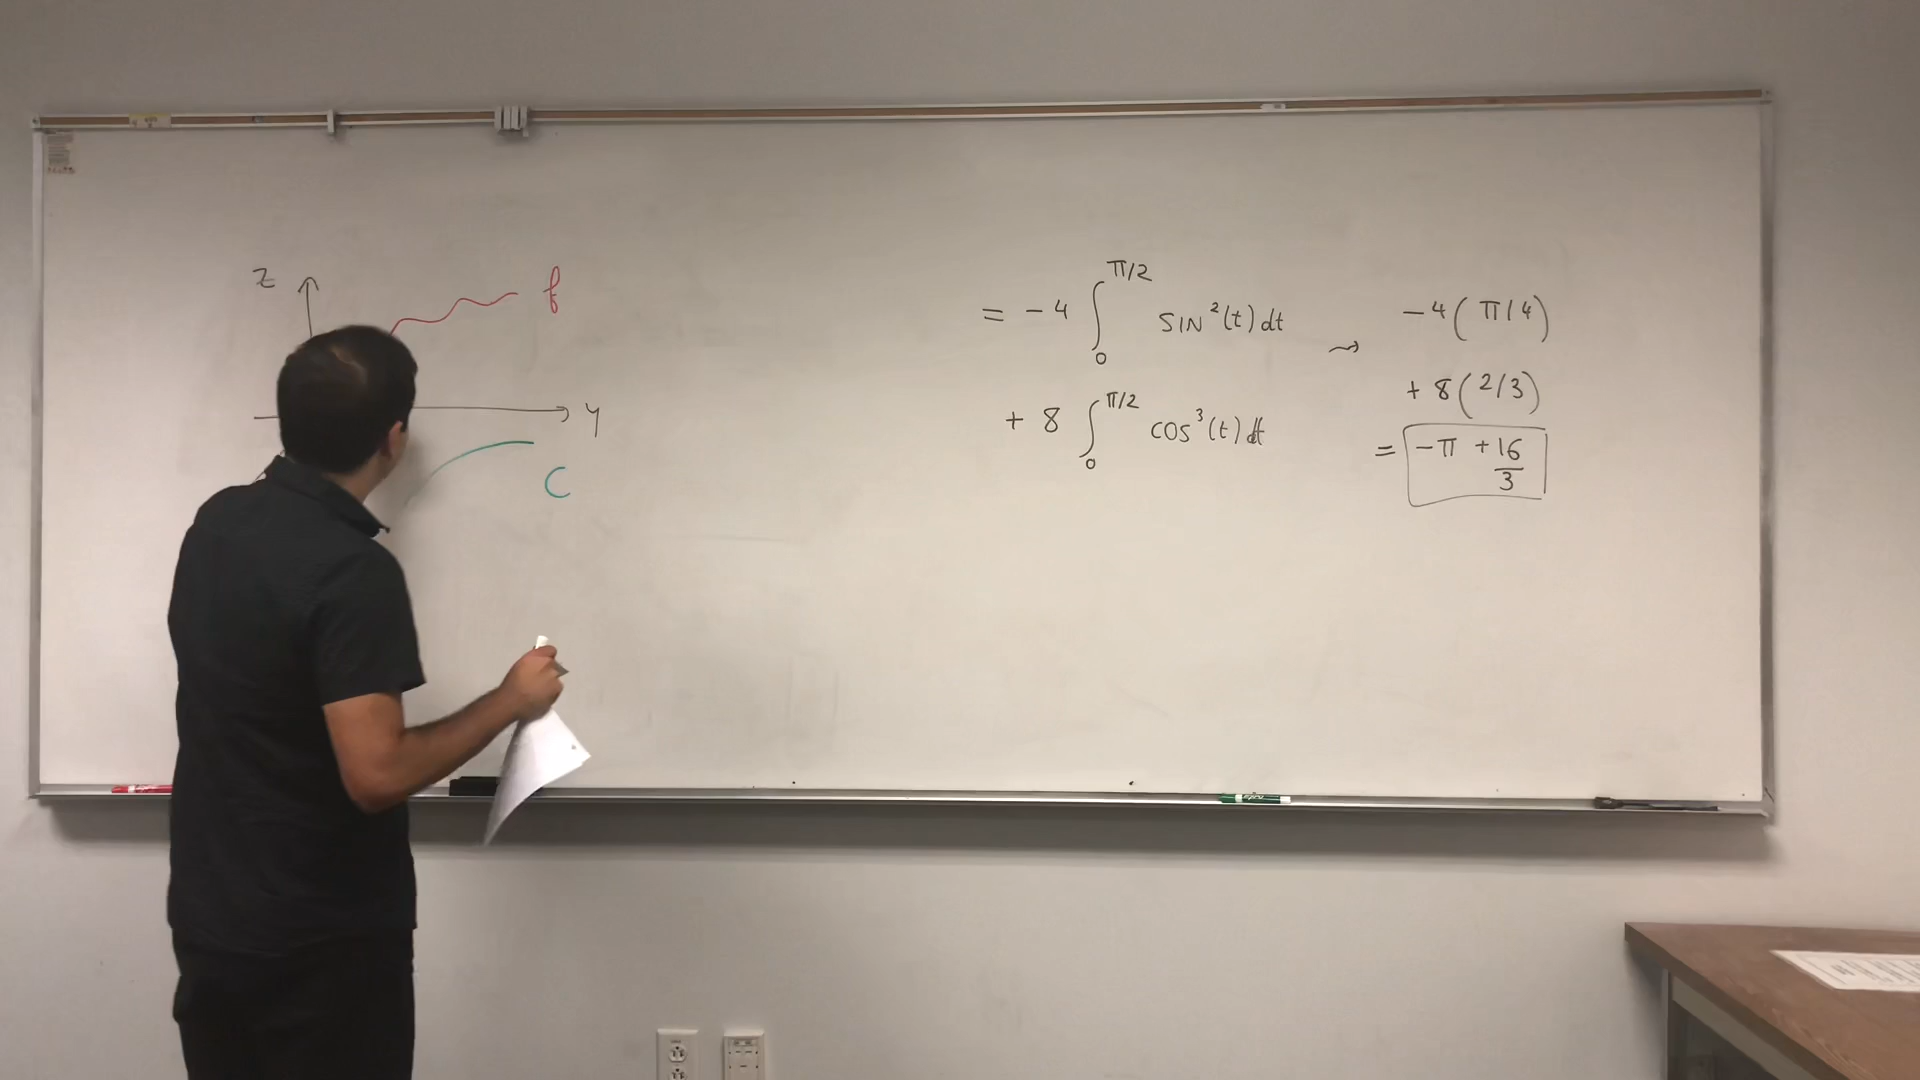 z
f
y
C
= -4 ∫₀^{π/2} SIN²(t) dt
+ 8 ∫₀^{π/2} COS³(t) dt
⇝
-4(π/4)
+ 8(2/3)
= -π + 16/3